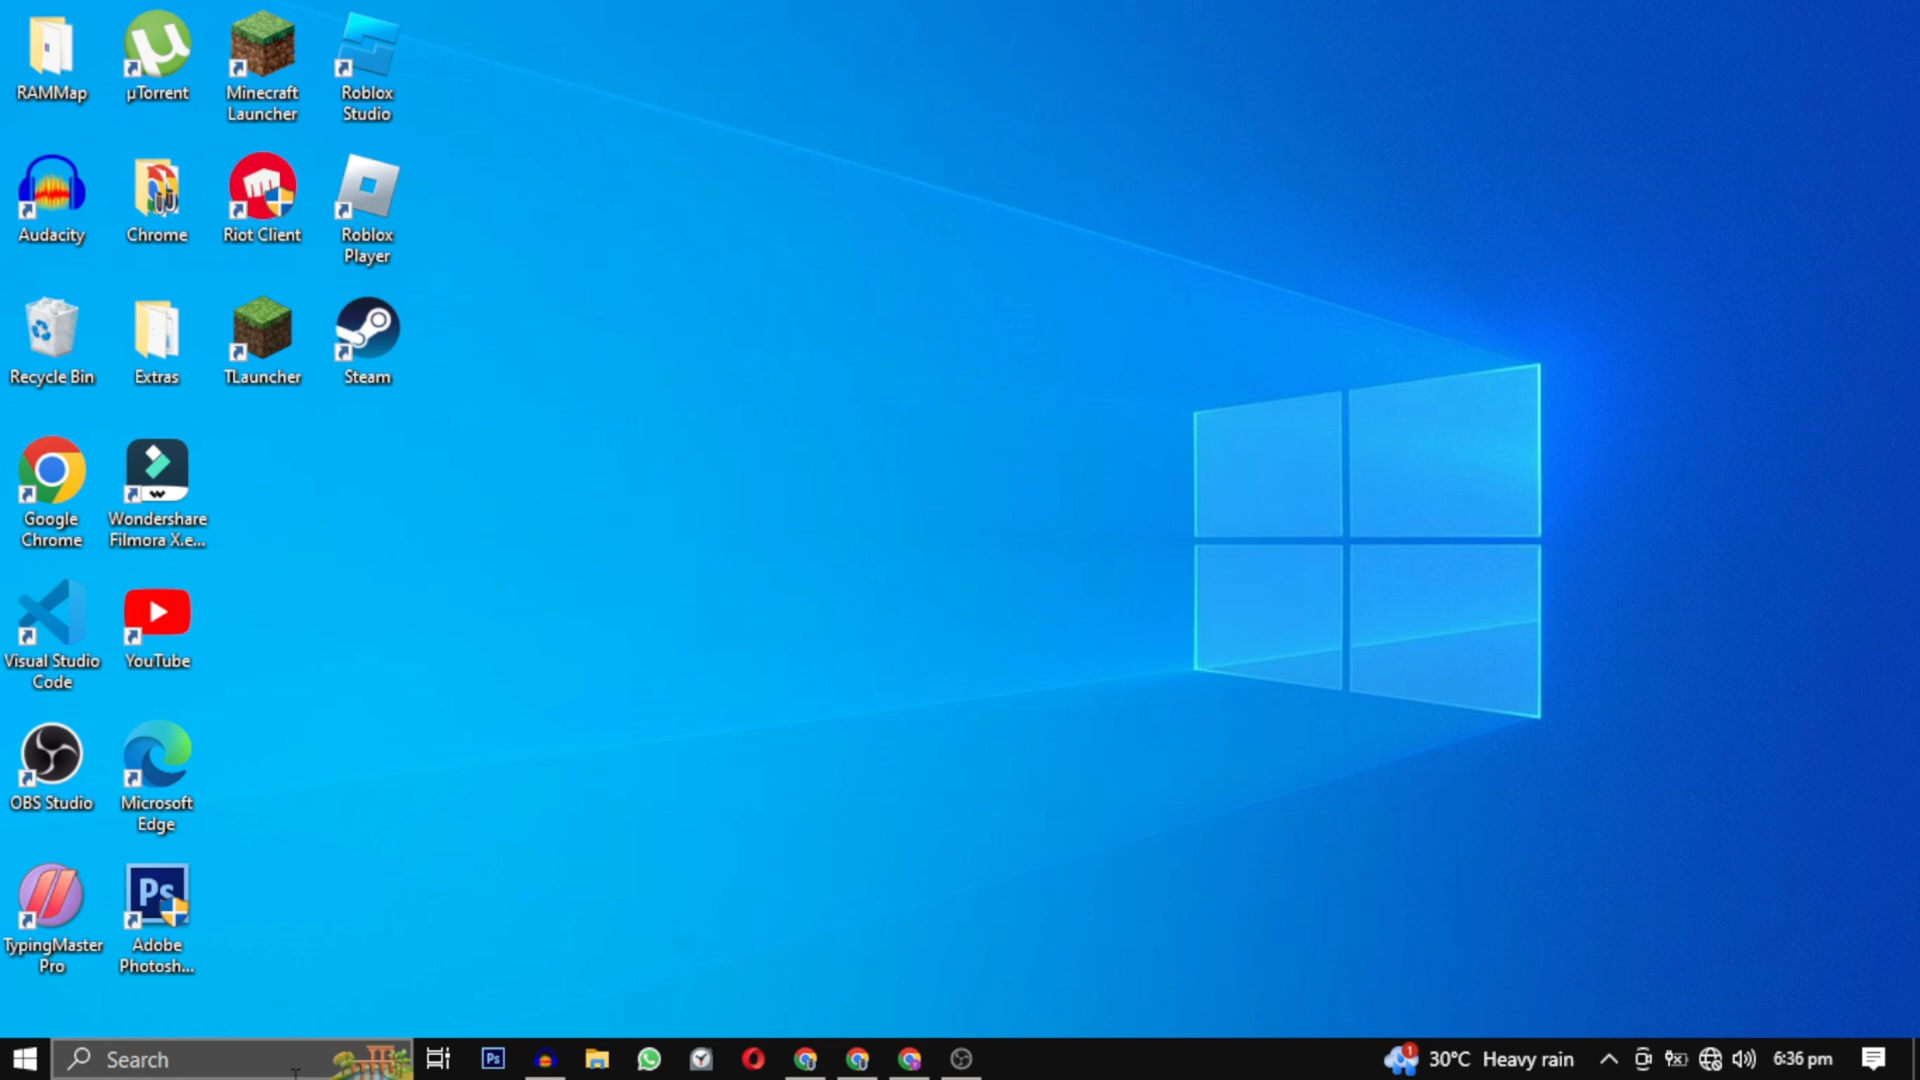 RAMMap
µTorrent
Minecraft
Launcher
Roblox
Studio
Audacity
Chrome
Riot Client
Roblox
Player
Recycle Bin
Extras
TLauncher
Steam
Google
Chrome
Wondershare
Filmora X.e...
Visual Studio
Code
YouTube
OBS Studio
Microsoft
Edge
Ps
TypingMaster
Pro
Adobe
Photosh...
Search
Ps
1
30°C Heavy rain
6:36 pm